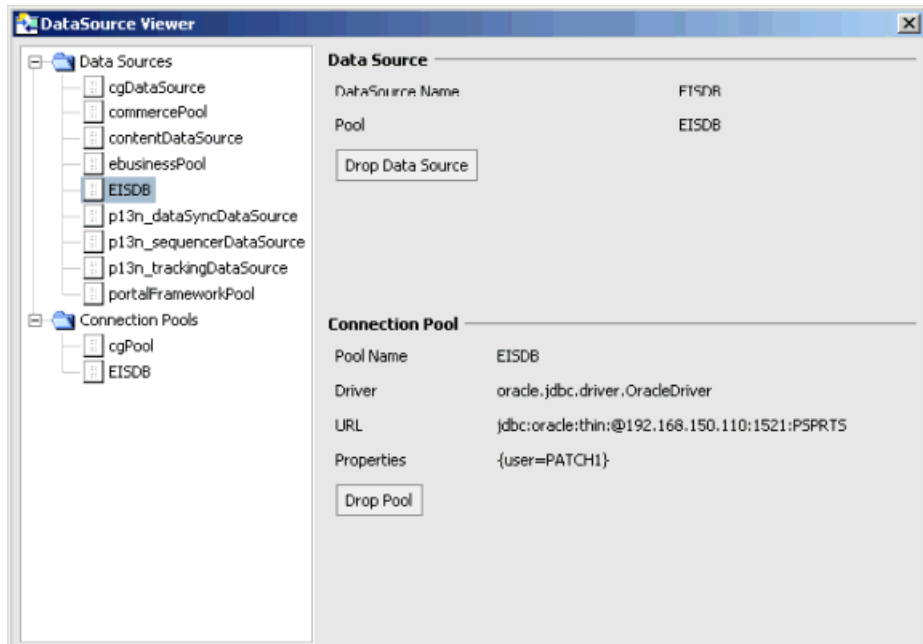 DataSource Viewer
Data Sources
cgDataSource
commercePool
contentDataSource
ebusinessPool
EISDB
p13n_dataSyncDataSource
p13n_sequencerDataSource
p13n_trackingDataSource
portalFrameworkPool
Connection Pools
cgPool
EISDB
Data Source
DataSource Name EISDB
Pool EISDB
Drop Data Source
Connection Pool
Pool Name EISDB
Driver oracle.jdbc.driver.OracleDriver
URL jdbc:oracle:thin:@192.168.150.110:1521:PSPRTS
Properties {user=PATCH1}
Drop Pool